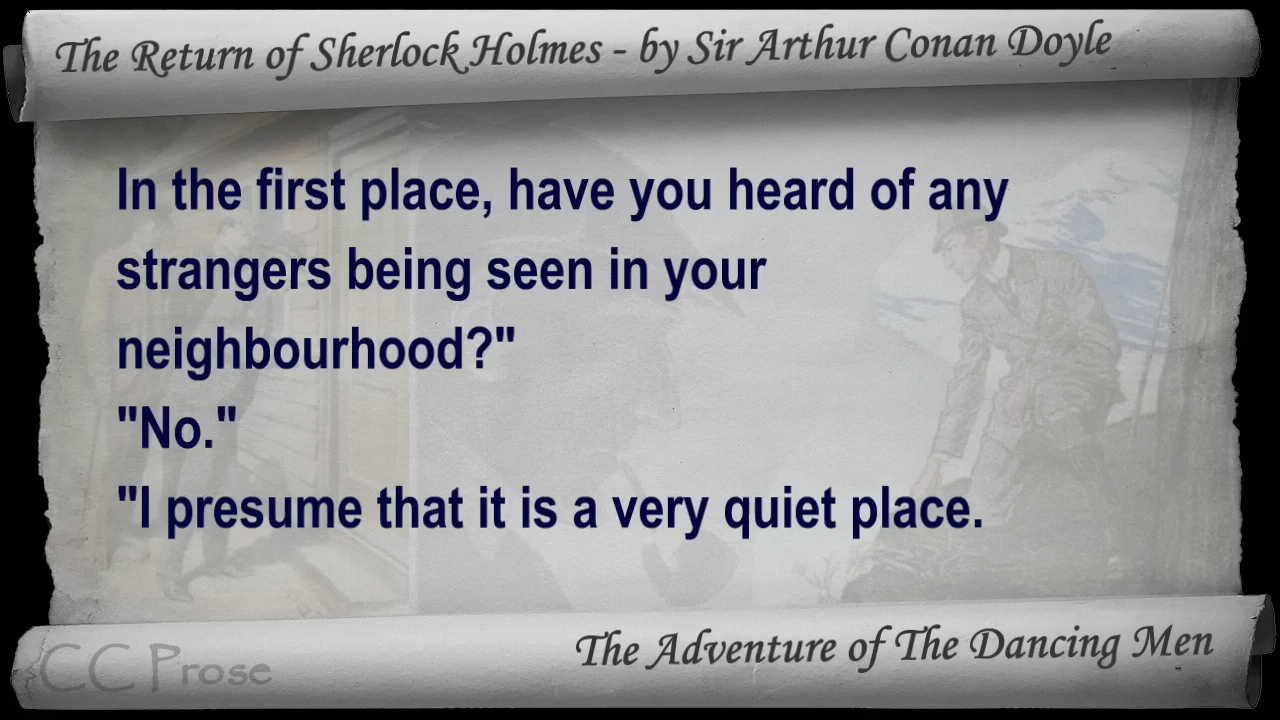 The Return of Sherlock Holmes - by Sir Arthur Conan Doyle
In the first place, have you heard of any
strangers being seen in your
neighbourhood?"
"No."
"I presume that it is a very quiet place.
The Adventure of The Dancing Men
CC Prose